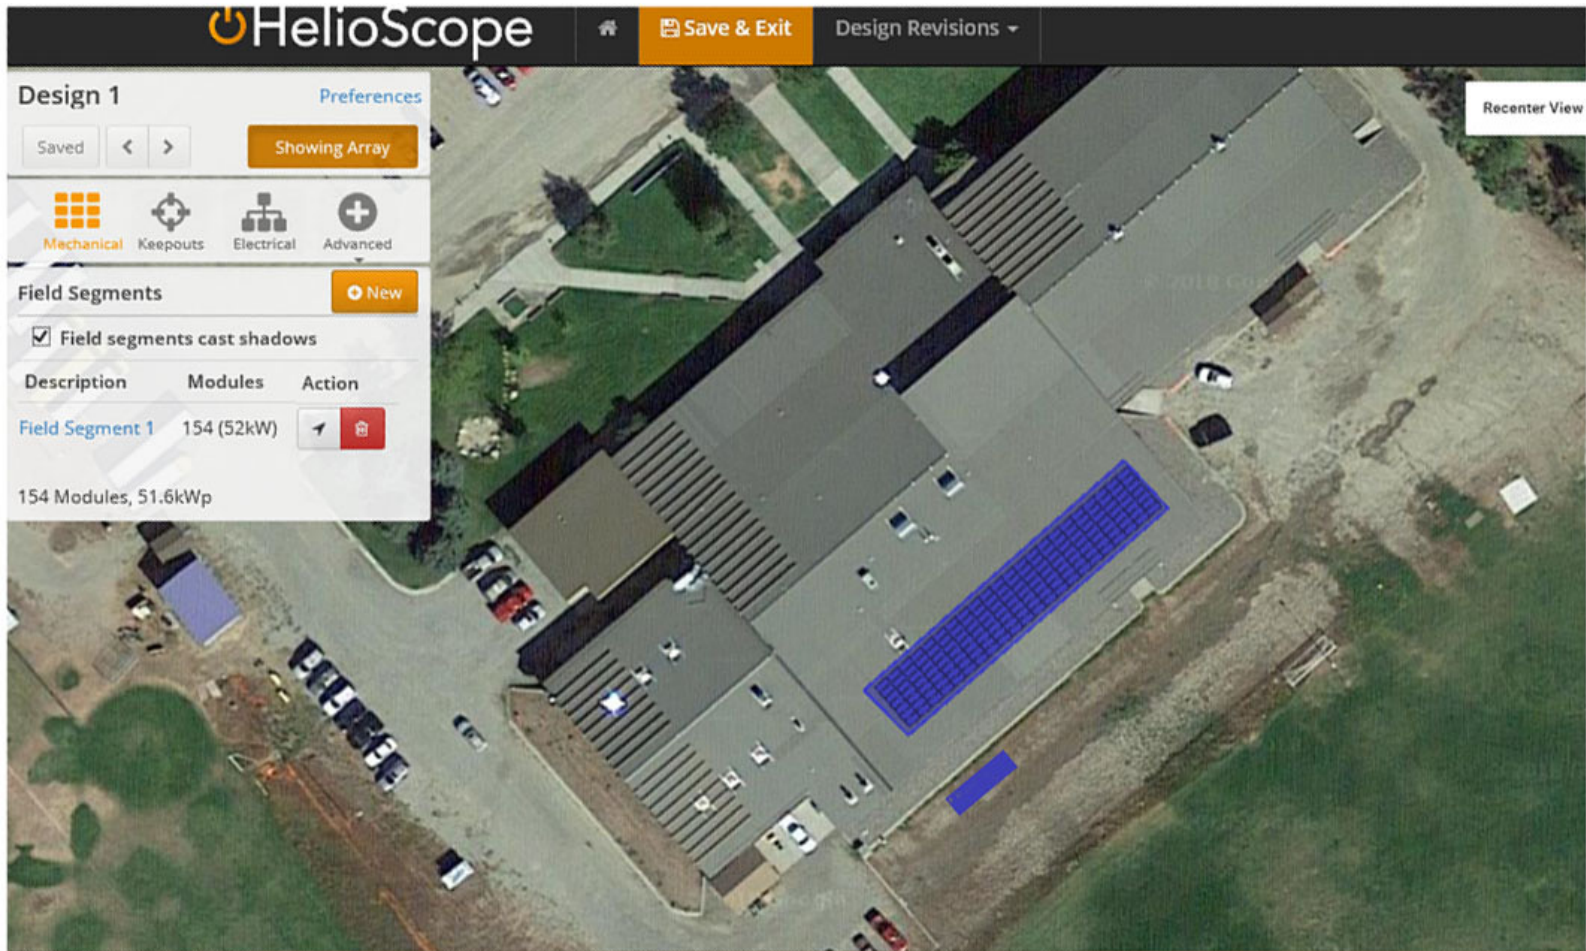 HelioScope
Save & Exit
Design Revisions
Design 1
Preferences
Recenter View
Saved
Showing Array
Mechanical
Keepouts
Electrical
Advanced
Field Segments
New
Field segments cast shadows
Description Modules Action
Field Segment 1 154 (52kW)
154 Modules, 51.6kWp